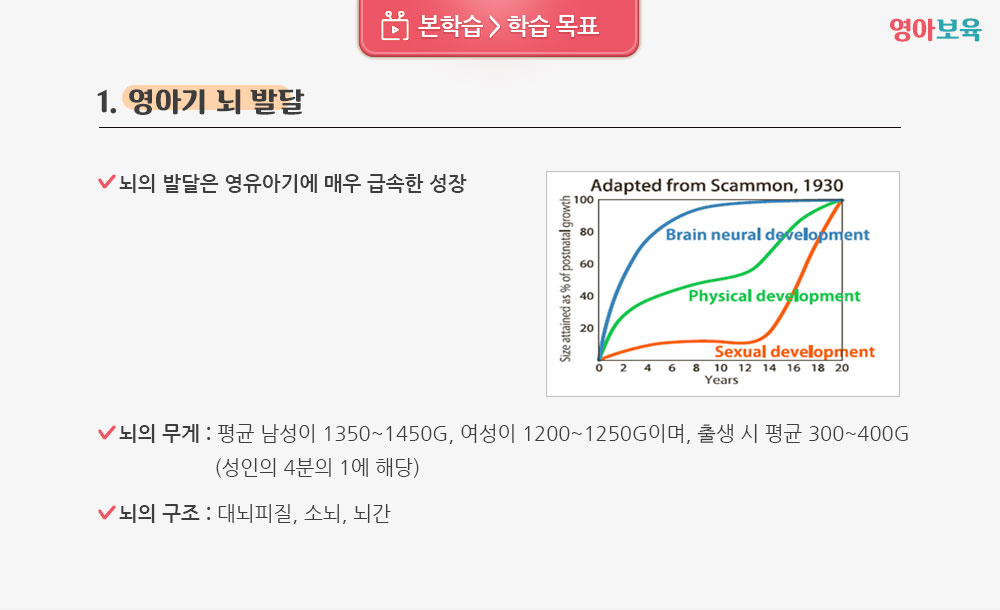 본학습 > 학습 목표
영아보육
1. 영아기 뇌 발달
뇌의 발달은 영유아기에 매우 급속한 성장
Adapted from Scammon, 1930
Size attained as % of postnatal growth
100
80
60
40
20
Brain neural development
Physical development
Sexual development
0 2 4 6 8 10 12 14 16 18 20
Years
뇌의 무게 : 평균 남성이 1350~1450G, 여성이 1200~1250G이며, 출생 시 평균 300~400G
(성인의 4분의 1에 해당)
뇌의 구조 : 대뇌피질, 소뇌, 뇌간